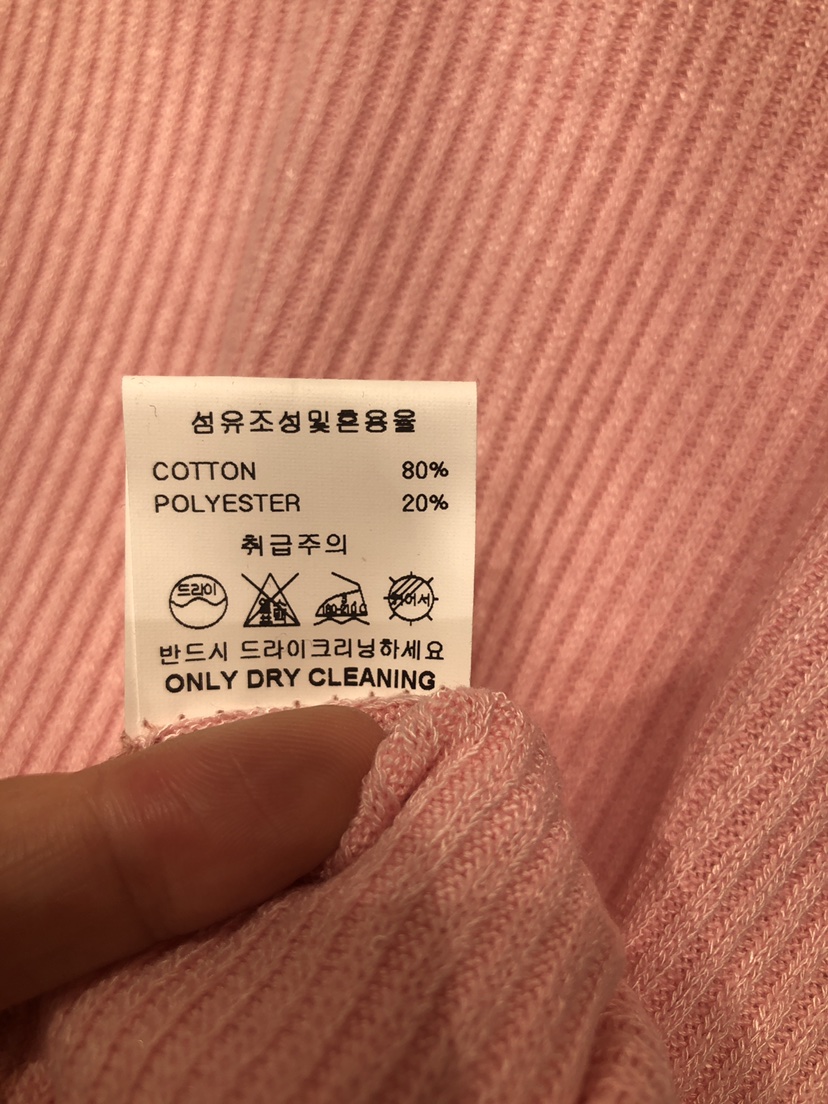 섬유조성및혼용율
COTTON 80%
POLYESTER 20%
취급주의
드라이
반드시 드라이크리닝하세요
ONLY DRY CLEANING